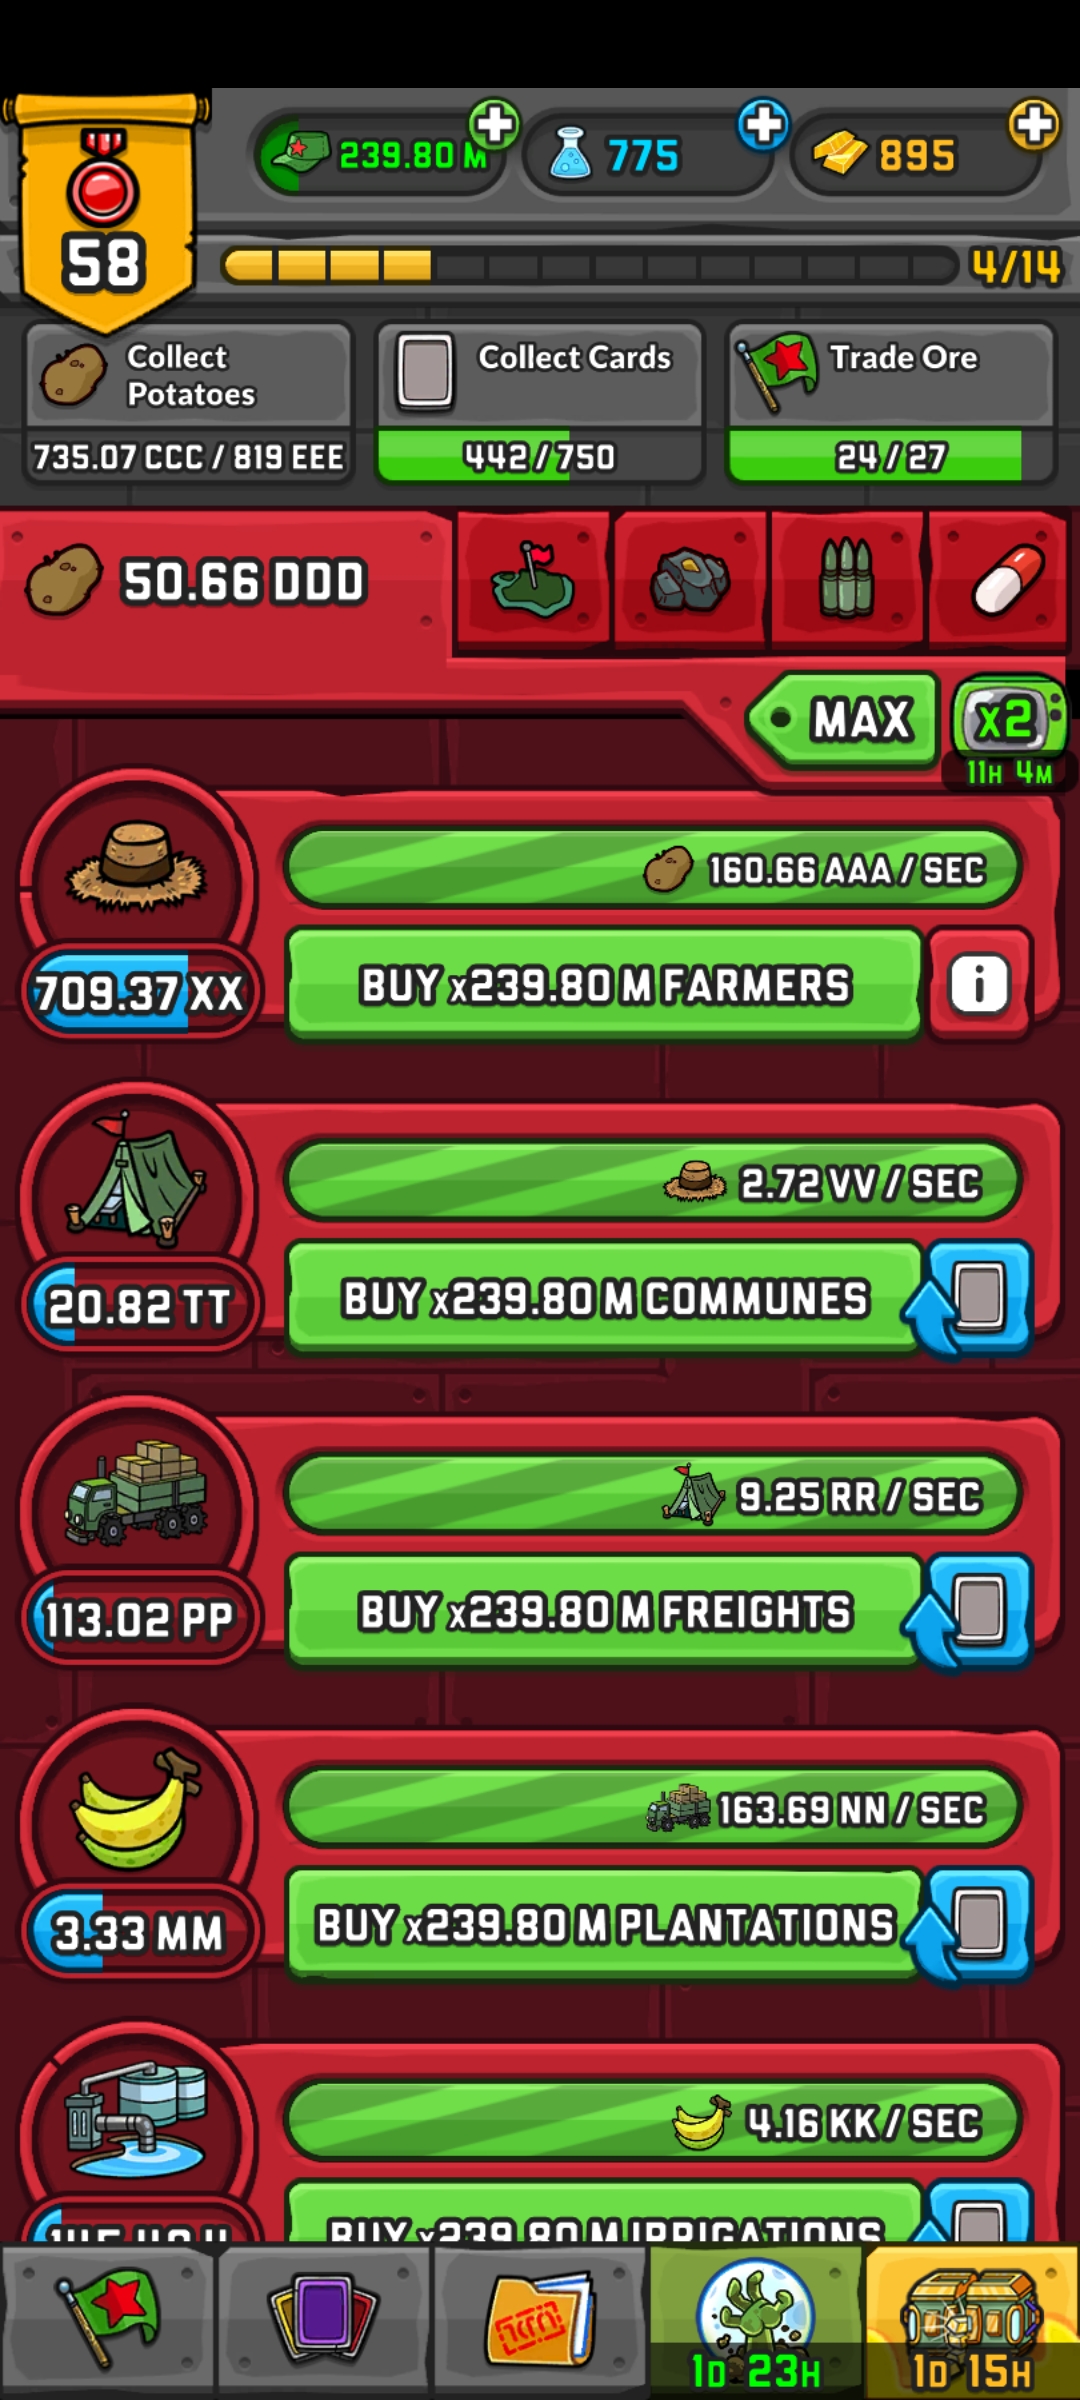 239.80 M
775
895
58
4/14
Collect
Potatoes
735.07 CCC / 819 EEE
Collect Cards
442/750
Trade Ore
24/27
50.66 DDD
MAX
x2
11H 4M
160.66 AAA / SEC
709.37 XX
BUY x239.80 M FARMERS
i
2.72 VV / SEC
20.82 TT
BUY x239.80 M COMMUNES
9.25 RR / SEC
113.02 PP
BUY x239.80 M FREIGHTS
163.69 NN / SEC
3.33 MM
BUY x239.80 M PLANTATIONS
4.16 KK / SEC
BUY x239.80 M IRRIGATIONS
1D 23H
1D 15H